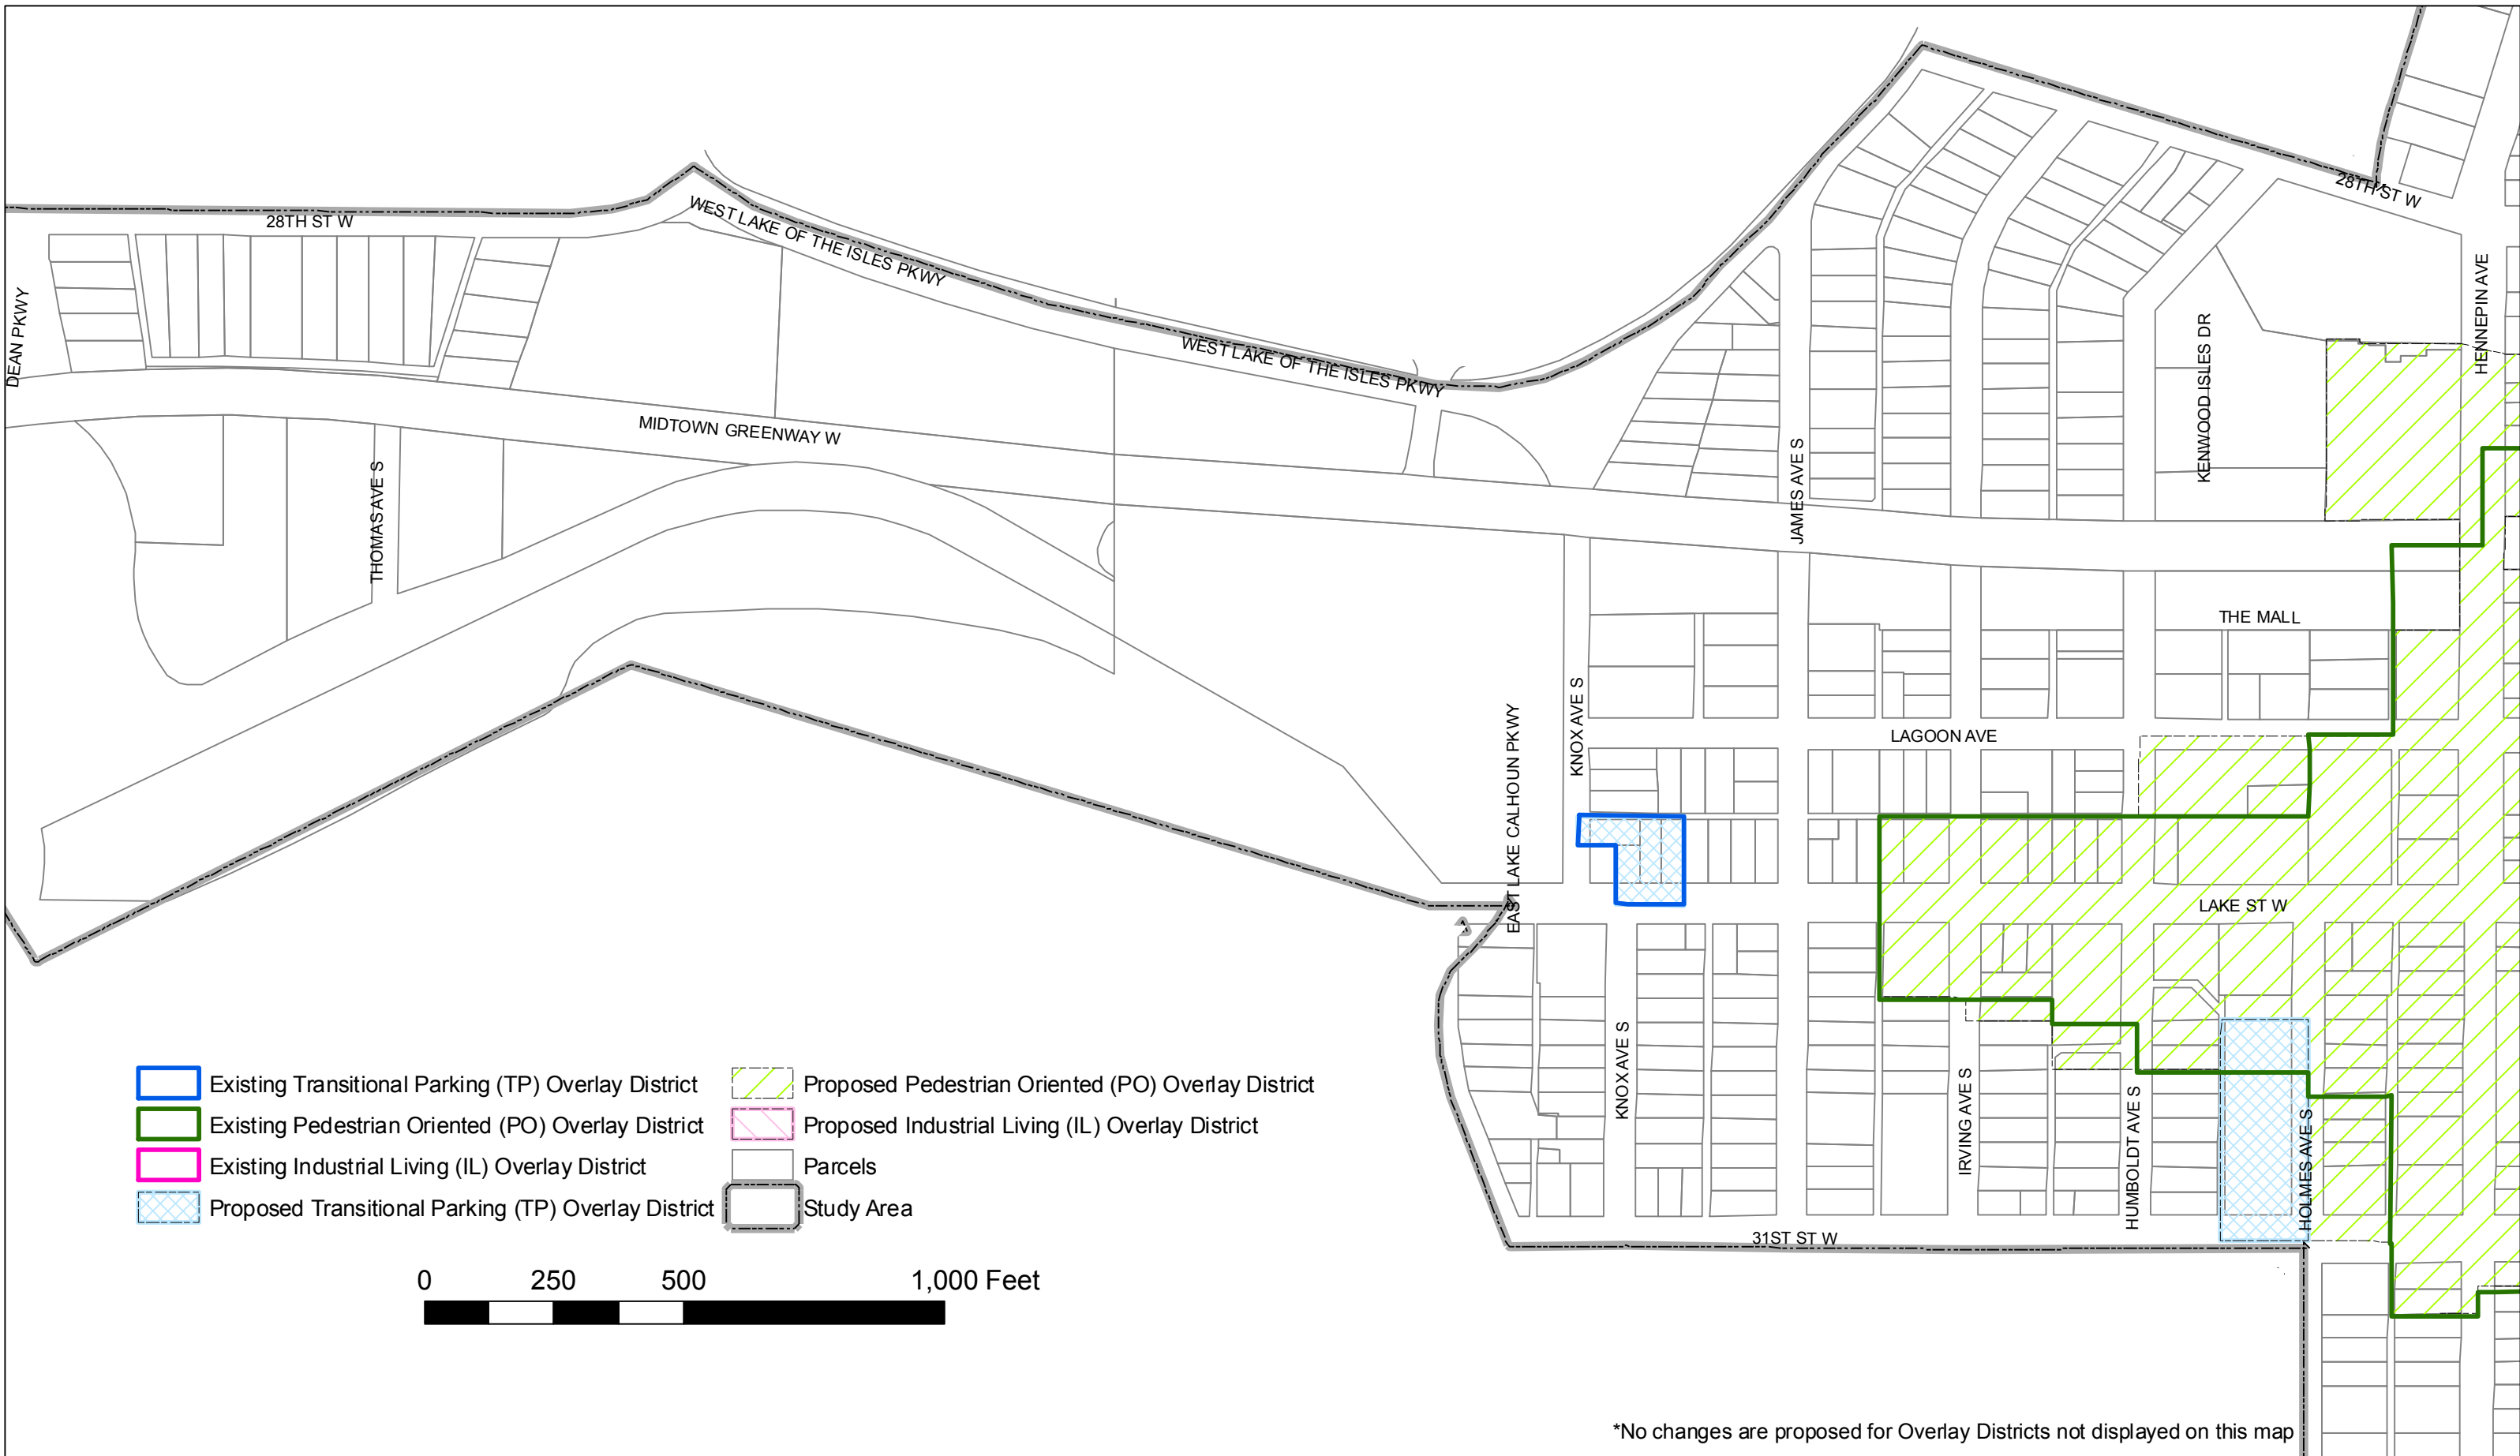 28TH ST W
28TH ST W
WEST LAKE OF THE ISLES PKWY
WEST LAKE OF THE ISLES PKWY
DEAN PKWY
HENNEPIN AVE
KENWOOD ISLES DR
MIDTOWN GREENWAY W
JAMES AVE S
THOMAS AVE S
THE MALL
KNOX AVE S
LAGOON AVE
EAST LAKE CALHOUN PKWY
LAKE ST W
KNOX AVE S
IRVING AVE S
HUMBOLDT AVE S
HOLMES AVE S
31ST ST W
Existing Transitional Parking (TP) Overlay District
Existing Pedestrian Oriented (PO) Overlay District
Existing Industrial Living (IL) Overlay District
Proposed Transitional Parking (TP) Overlay District
Proposed Pedestrian Oriented (PO) Overlay District
Proposed Industrial Living (IL) Overlay District
Parcels
Study Area
0 250 500 1,000 Feet
*No changes are proposed for Overlay Districts not displayed on this map